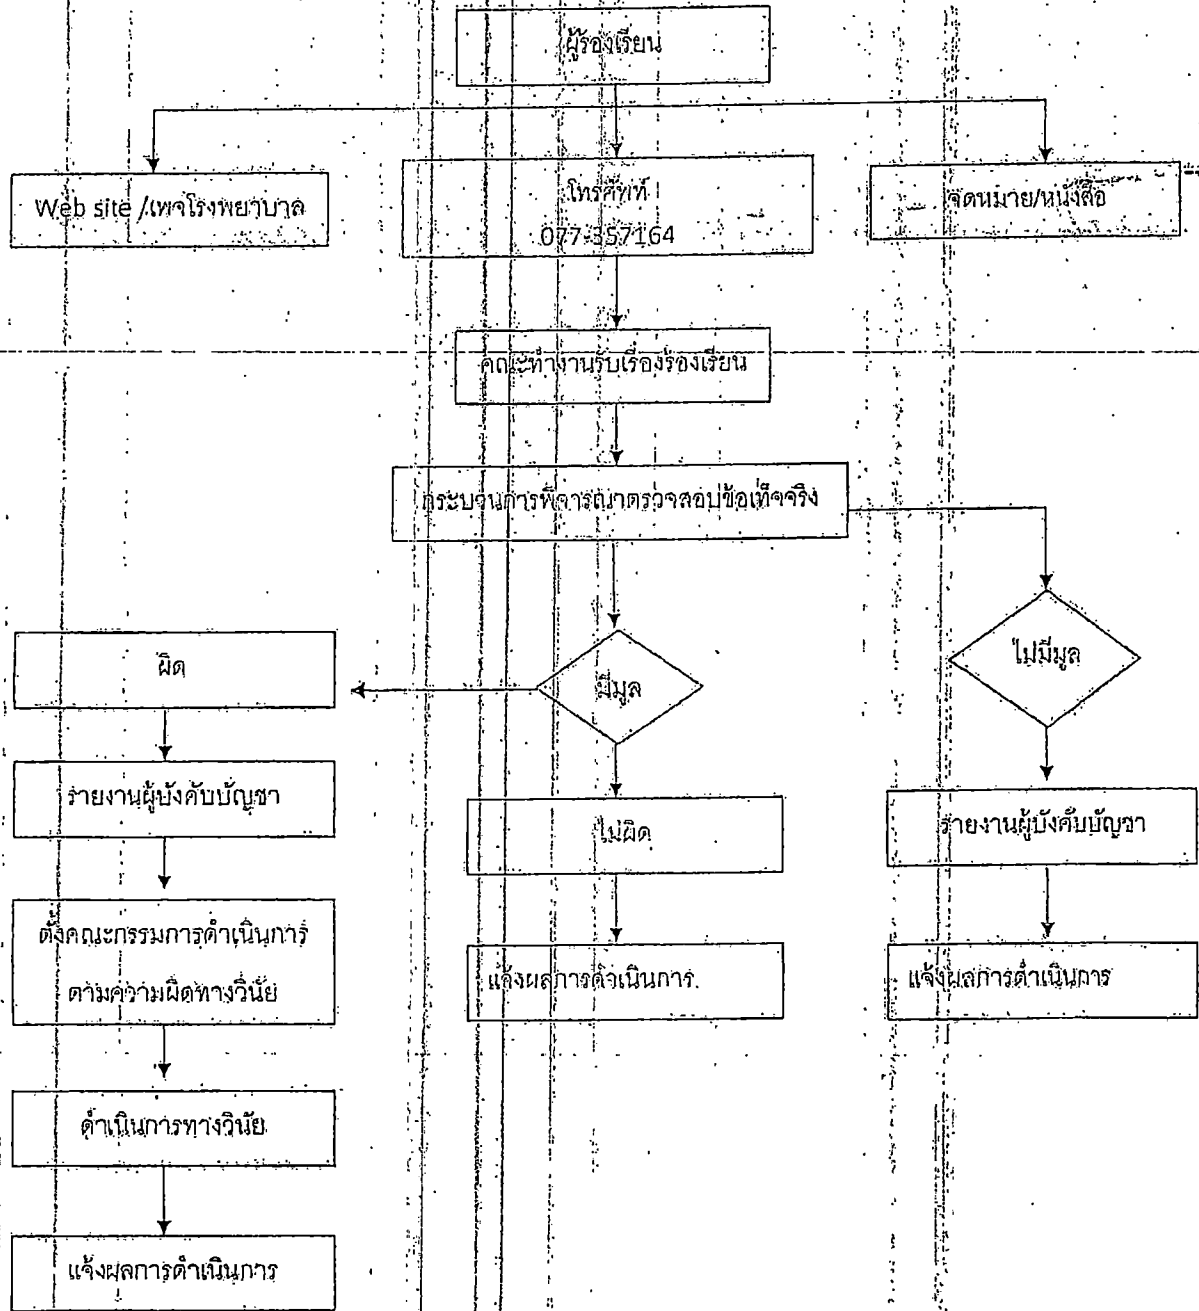 ผู้ร้องเรียน
Web site /เพจโรงพยาบาล
โทรศัพท์
077-357164
จดหมาย/หนังสือ
คณะทำงานรับเรื่องร้องเรียน
กระบวนการพิจารณาตรวจสอบข้อเท็จจริง
ผิด
มีมูล
ไม่มีมูล
รายงานผู้บังคับบัญชา
ไม่ผิด
รายงานผู้บังคับบัญชา
ตั้งคณะกรรมการดำเนินการ
ตามความผิดทางวินัย
แจ้งผลการดำเนินการ
แจ้งผลการดำเนินการ
ดำเนินการทางวินัย
แจ้งผลการดำเนินการ